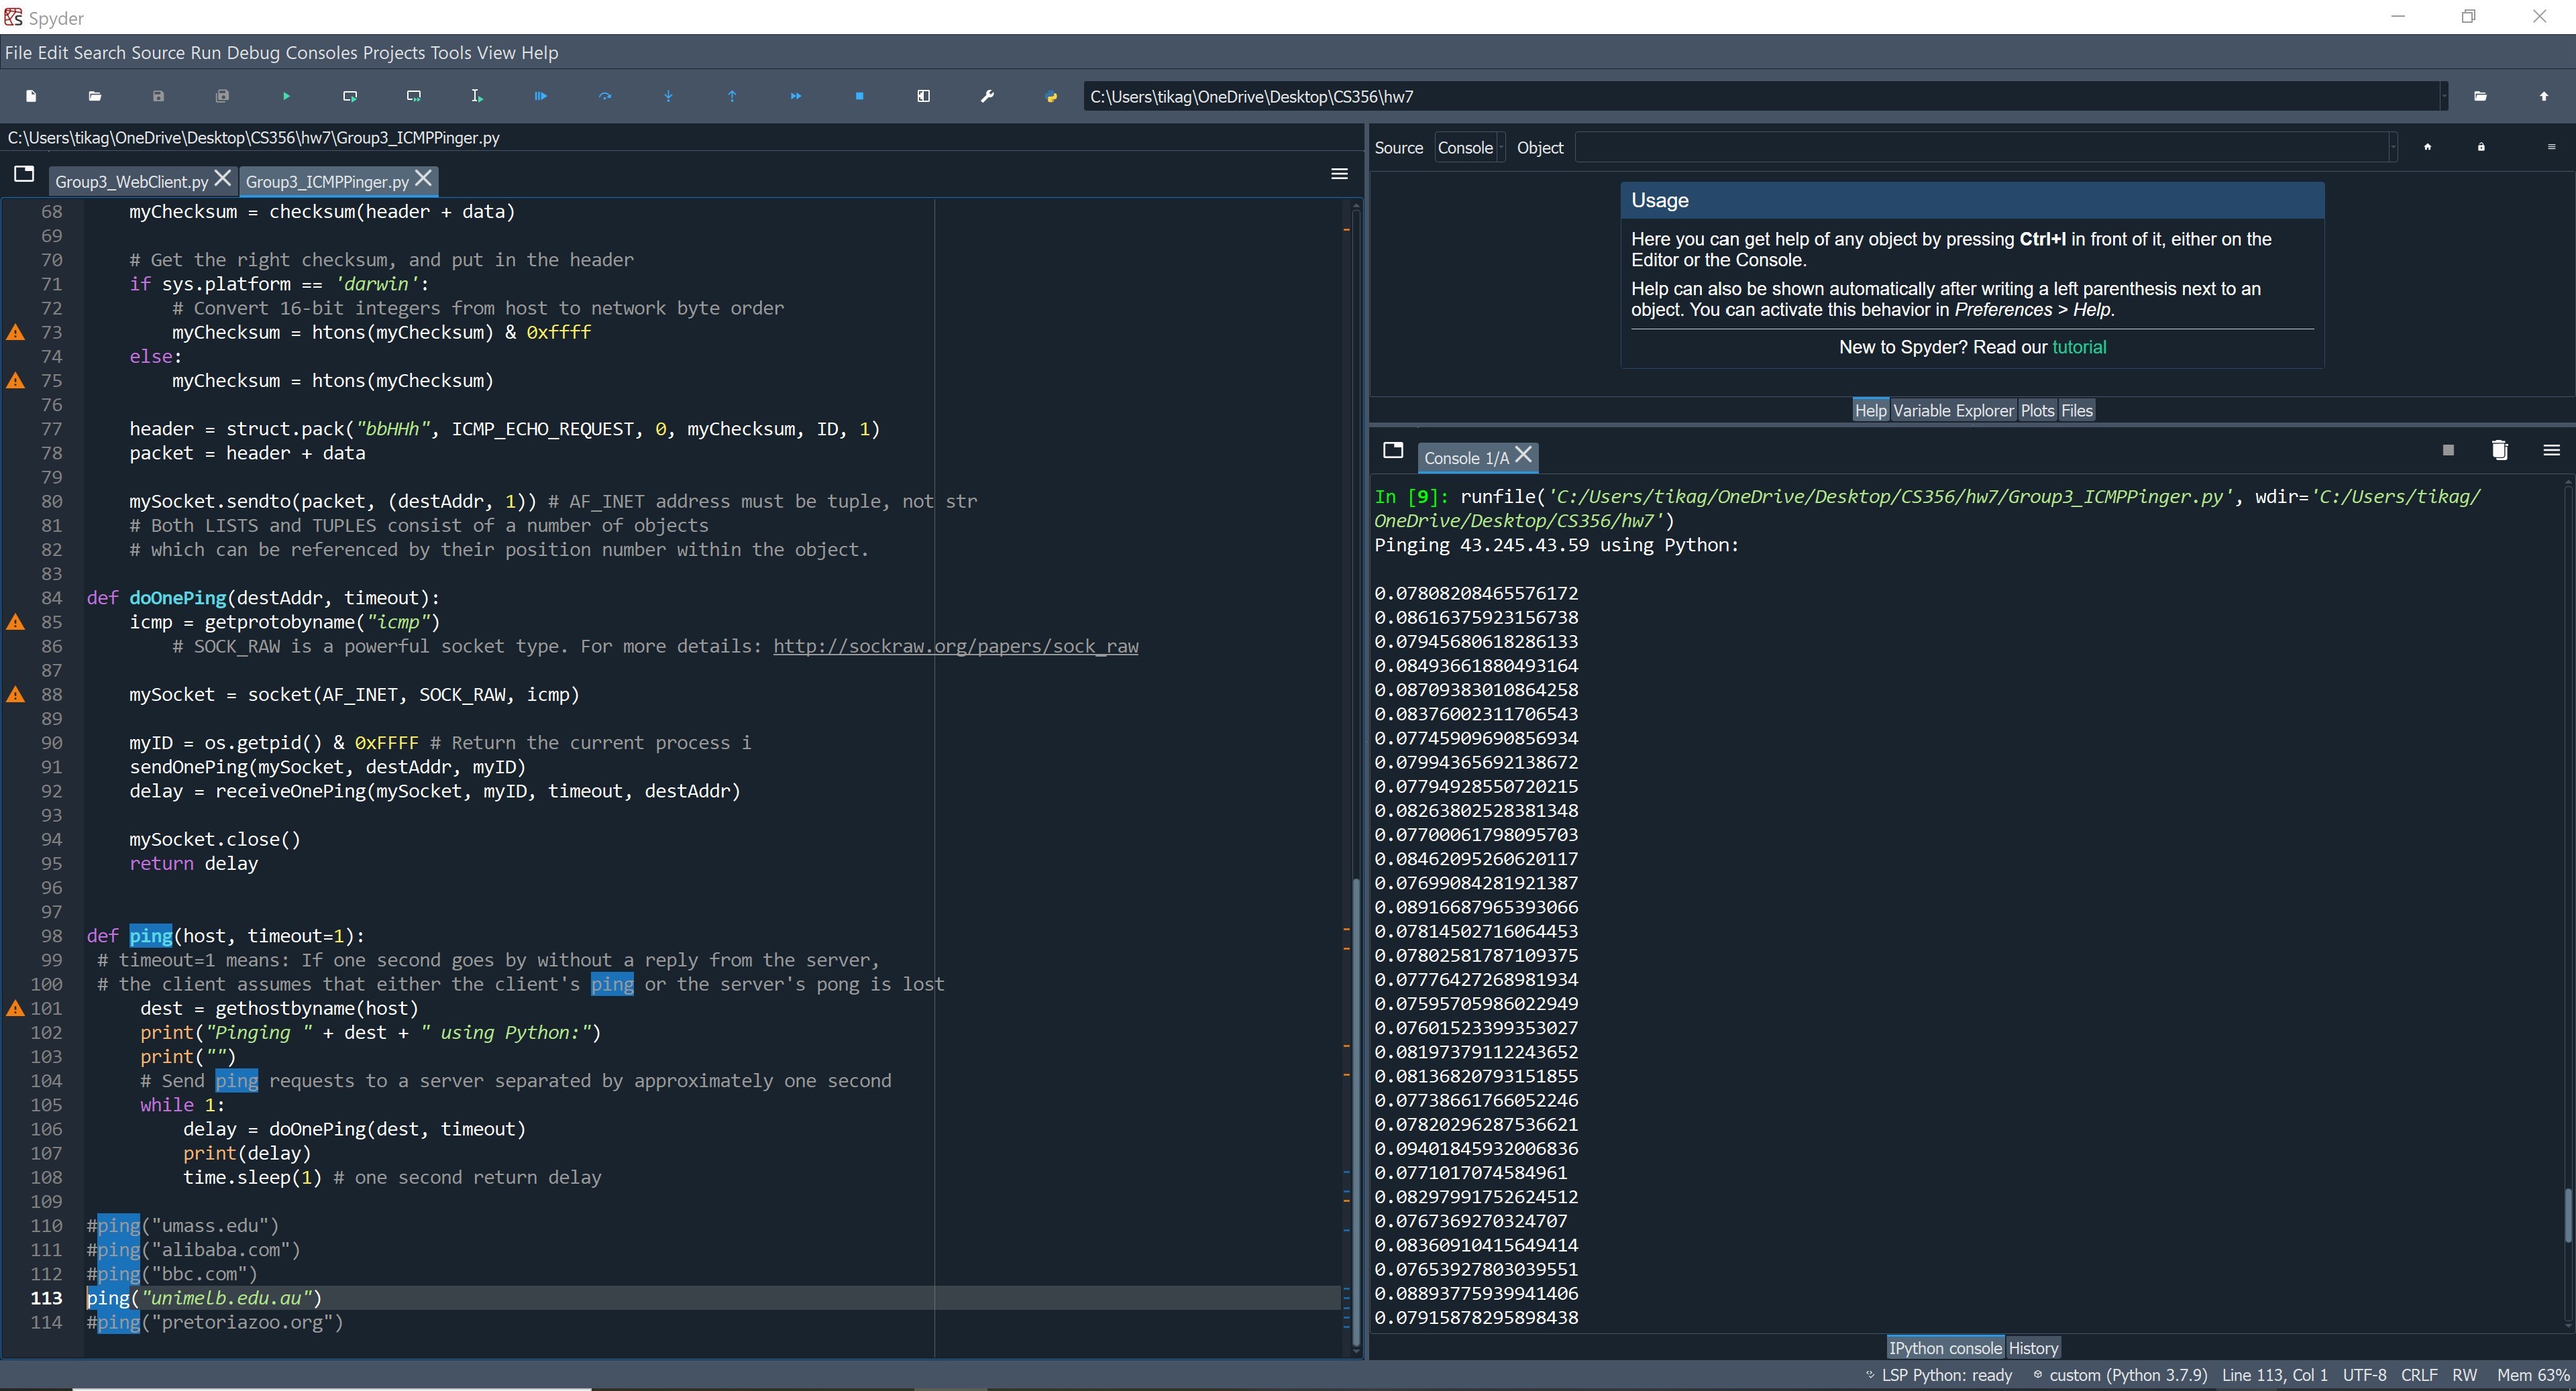 Spyder
File Edit Search Source Run Debug Consoles Projects Tools View Help
C:\Users\tikag\OneDrive\Desktop\CS356\hw7
C:\Users\tikag\OneDrive\Desktop\CS356\hw7\Group3_ICMPPinger.py
Group3_WebClient.py
Group3_ICMPPinger.py
68 myChecksum = checksum(header + data)
69
70 # Get the right checksum, and put in the header
71 if sys.platform == 'darwin':
72 # Convert 16-bit integers from host to network byte order
73 myChecksum = htons(myChecksum) & 0xffff
74 else:
75 myChecksum = htons(myChecksum)
76
77 header = struct.pack("bbHHh", ICMP_ECHO_REQUEST, 0, myChecksum, ID, 1)
78 packet = header + data
79
80 mySocket.sendto(packet, (destAddr, 1)) # AF_INET address must be tuple, not str
81 # Both LISTS and TUPLES consist of a number of objects
82 # which can be referenced by their position number within the object.
83
84 def doOnePing(destAddr, timeout):
85 icmp = getprotobyname("icmp")
86 # SOCK_RAW is a powerful socket type. For more details: http://sockraw.org/papers/sock_raw
87
88 mySocket = socket(AF_INET, SOCK_RAW, icmp)
89
90 myID = os.getpid() & 0xFFFF # Return the current process i
91 sendOnePing(mySocket, destAddr, myID)
92 delay = receiveOnePing(mySocket, myID, timeout, destAddr)
93
94 mySocket.close()
95 return delay
96
97
98 def ping(host, timeout=1):
99 # timeout=1 means: If one second goes by without a reply from the server,
100 # the client assumes that either the client's ping or the server's pong is lost
101 dest = gethostbyname(host)
102 print("Pinging " + dest + " using Python:")
103 print("")
104 # Send ping requests to a server separated by approximately one second
105 while 1:
106 delay = doOnePing(dest, timeout)
107 print(delay)
108 time.sleep(1) # one second return delay
109
110 #ping("umass.edu")
111 #ping("alibaba.com")
112 #ping("bbc.com")
113 ping("unimelb.edu.au")
114 #ping("pretoriazoo.org")
Source Console Object
Usage
Here you can get help of any object by pressing Ctrl+I in front of it, either on the
Editor or the Console.
Help can also be shown automatically after writing a left parenthesis next to an
object. You can activate this behavior in Preferences > Help.
New to Spyder? Read our tutorial
Help Variable Explorer Plots Files
Console 1/A
In [9]: runfile('C:/Users/tikag/OneDrive/Desktop/CS356/hw7/Group3_ICMPPinger.py', wdir='C:/Users/tikag/
OneDrive/Desktop/CS356/hw7')
Pinging 43.245.43.59 using Python:
0.07808208465576172
0.08616375923156738
0.07945680618286133
0.08493661880493164
0.08709383010864258
0.08376002311706543
0.07745909690856934
0.07994365692138672
0.07794928550720215
0.08263802528381348
0.07700061798095703
0.08462095260620117
0.07699084281921387
0.08916687965393066
0.07814502716064453
0.07802581787109375
0.07776427268981934
0.07595705986022949
0.07601523399353027
0.08197379112243652
0.08136820793151855
0.07738661766052246
0.07820296287536621
0.09401845932006836
0.0771017074584961
0.08297991752624512
0.0767369270324707
0.08360910415649414
0.07653927803039551
0.08893775939941406
0.07915878295898438
IPython console History
LSP Python: ready custom (Python 3.7.9) Line 113, Col 1 UTF-8 CRLF RW Mem 63%